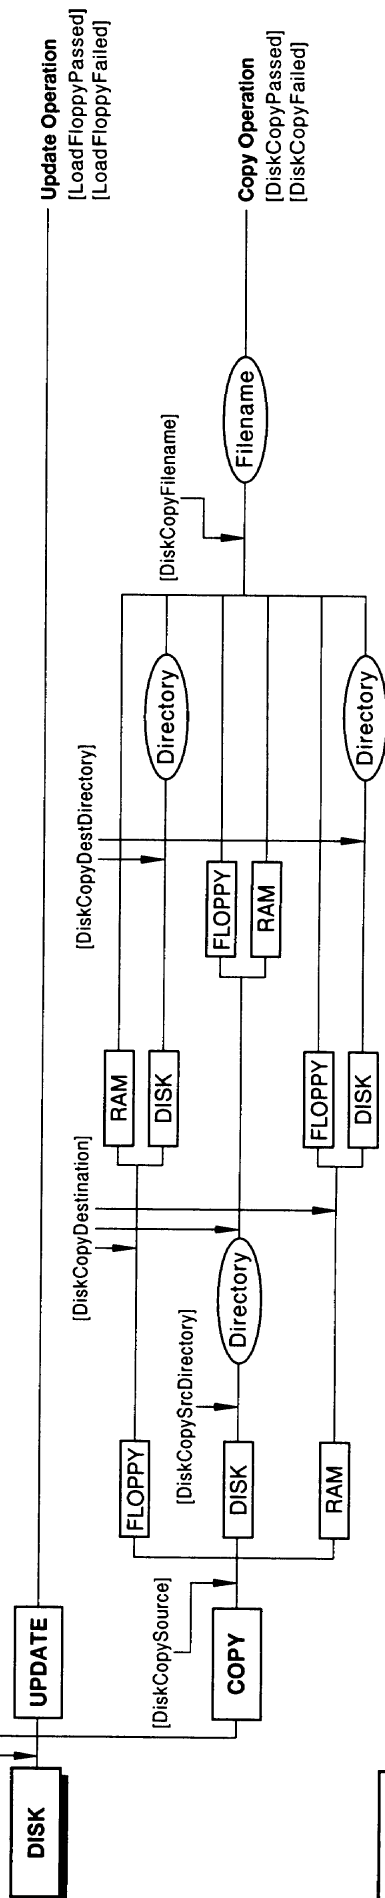 DISK
UPDATE
Update Operation
[LoadFloppyPassed]
[LoadFloppyFailed]
COPY
[DiskCopySource]
FLOPPY
[DiskCopyDestination]
RAM
DISK
[DiskCopyDestDirectory]
Directory
DISK
[DiskCopySrcDirectory]
Directory
FLOPPY
RAM
RAM
FLOPPY
DISK
Directory
[DiskCopyFilename]
Filename
Copy Operation
[DiskCopyPassed]
[DiskCopyFailed]